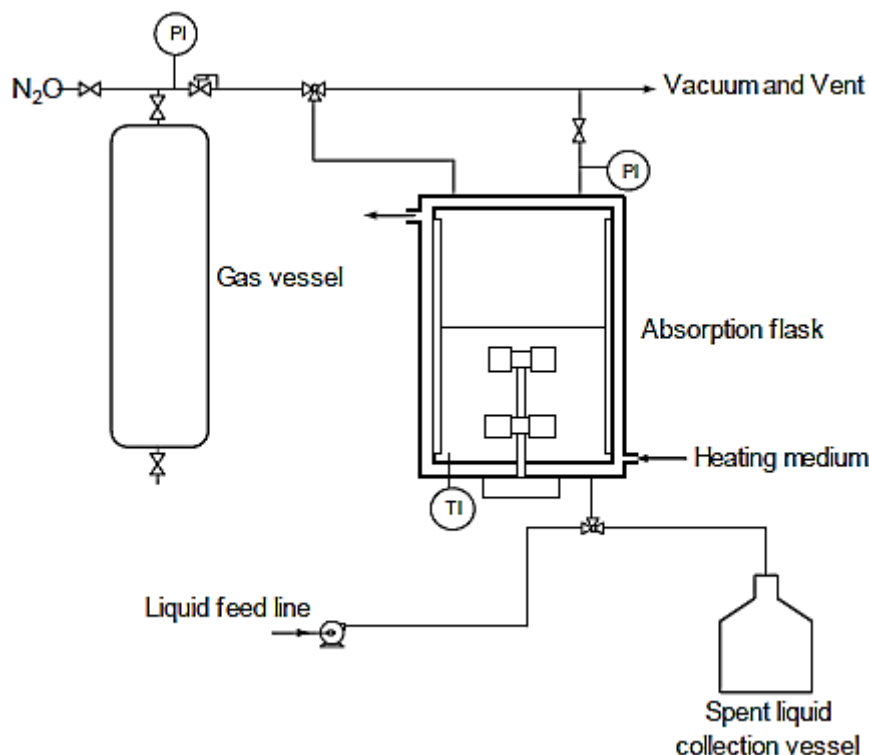 PI
N₂O
Vacuum and Vent
PI
Gas vessel
Absorption flask
Heating medium
TI
Liquid feed line
Spent liquid
collection vessel